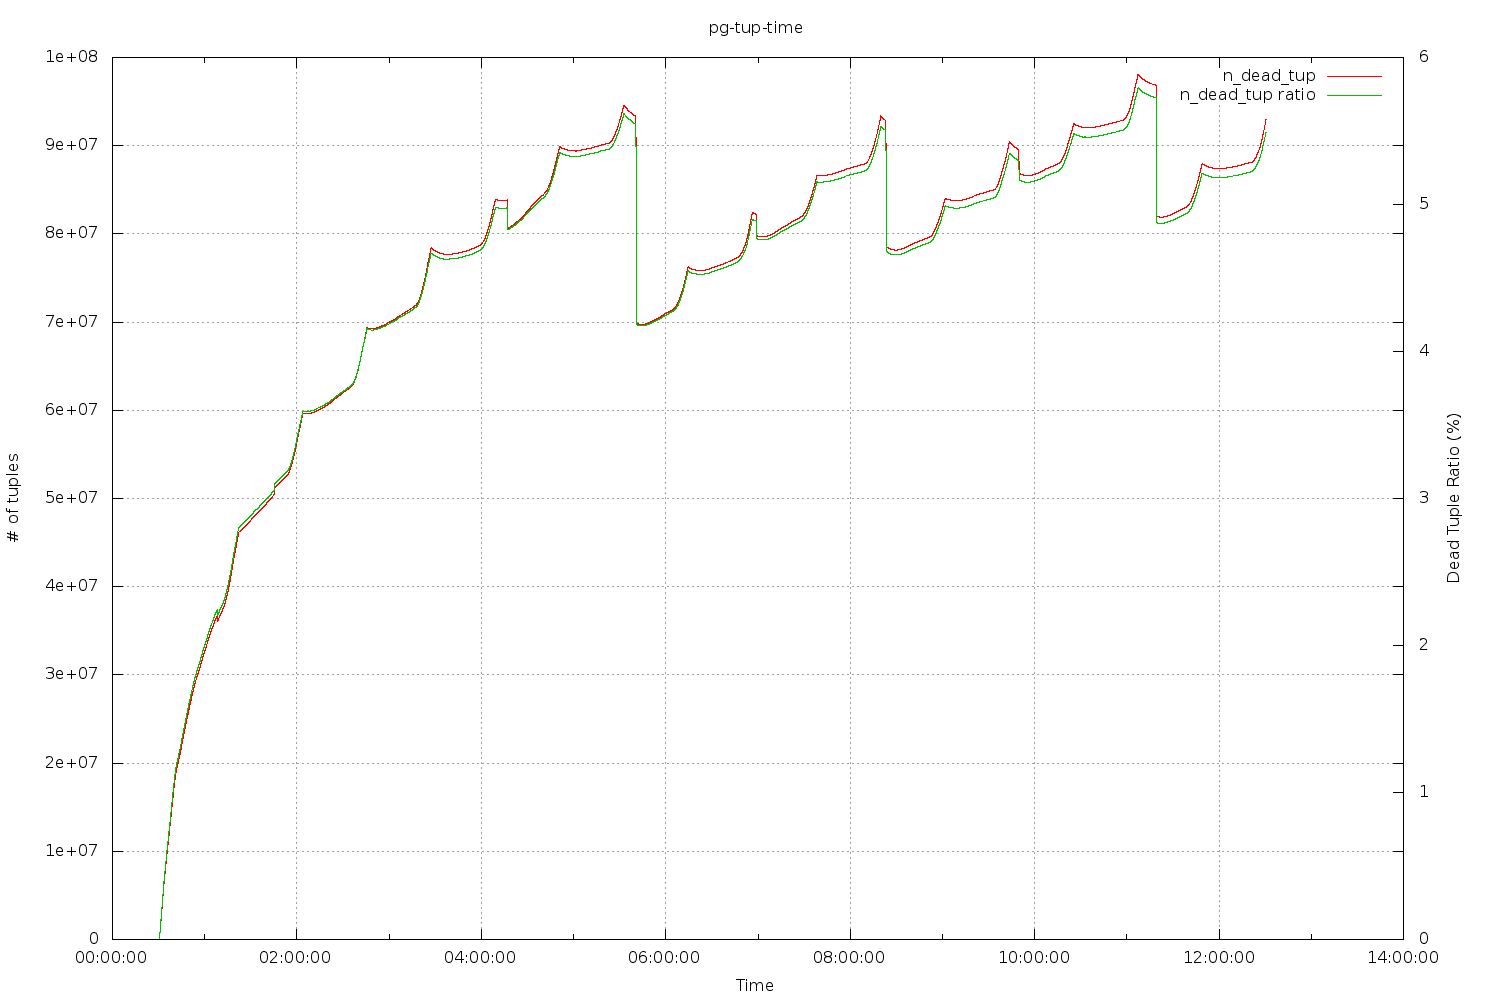 pg-tup-time
n_dead_tup
n_dead_tup ratio
1e+08
9e+07
8e+07
7e+07
6e+07
5e+07
4e+07
3e+07
2e+07
1e+07
0
# of tuples
6
5
4
3
2
1
0
Dead Tuple Ratio (%)
00:00:00
02:00:00
04:00:00
06:00:00
08:00:00
10:00:00
12:00:00
14:00:00
Time